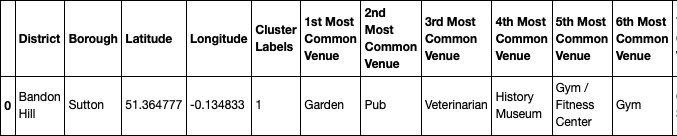 District Borough Latitude Longitude Cluster Labels 1st Most Common Venue 2nd Most Common Venue 3rd Most Common Venue 4th Most Common Venue 5th Most Common Venue 6th Most Common Venue
0 Bandon Hill Sutton 51.364777 -0.134833 1 Garden Pub Veterinarian History Museum Gym / Fitness Center Gym